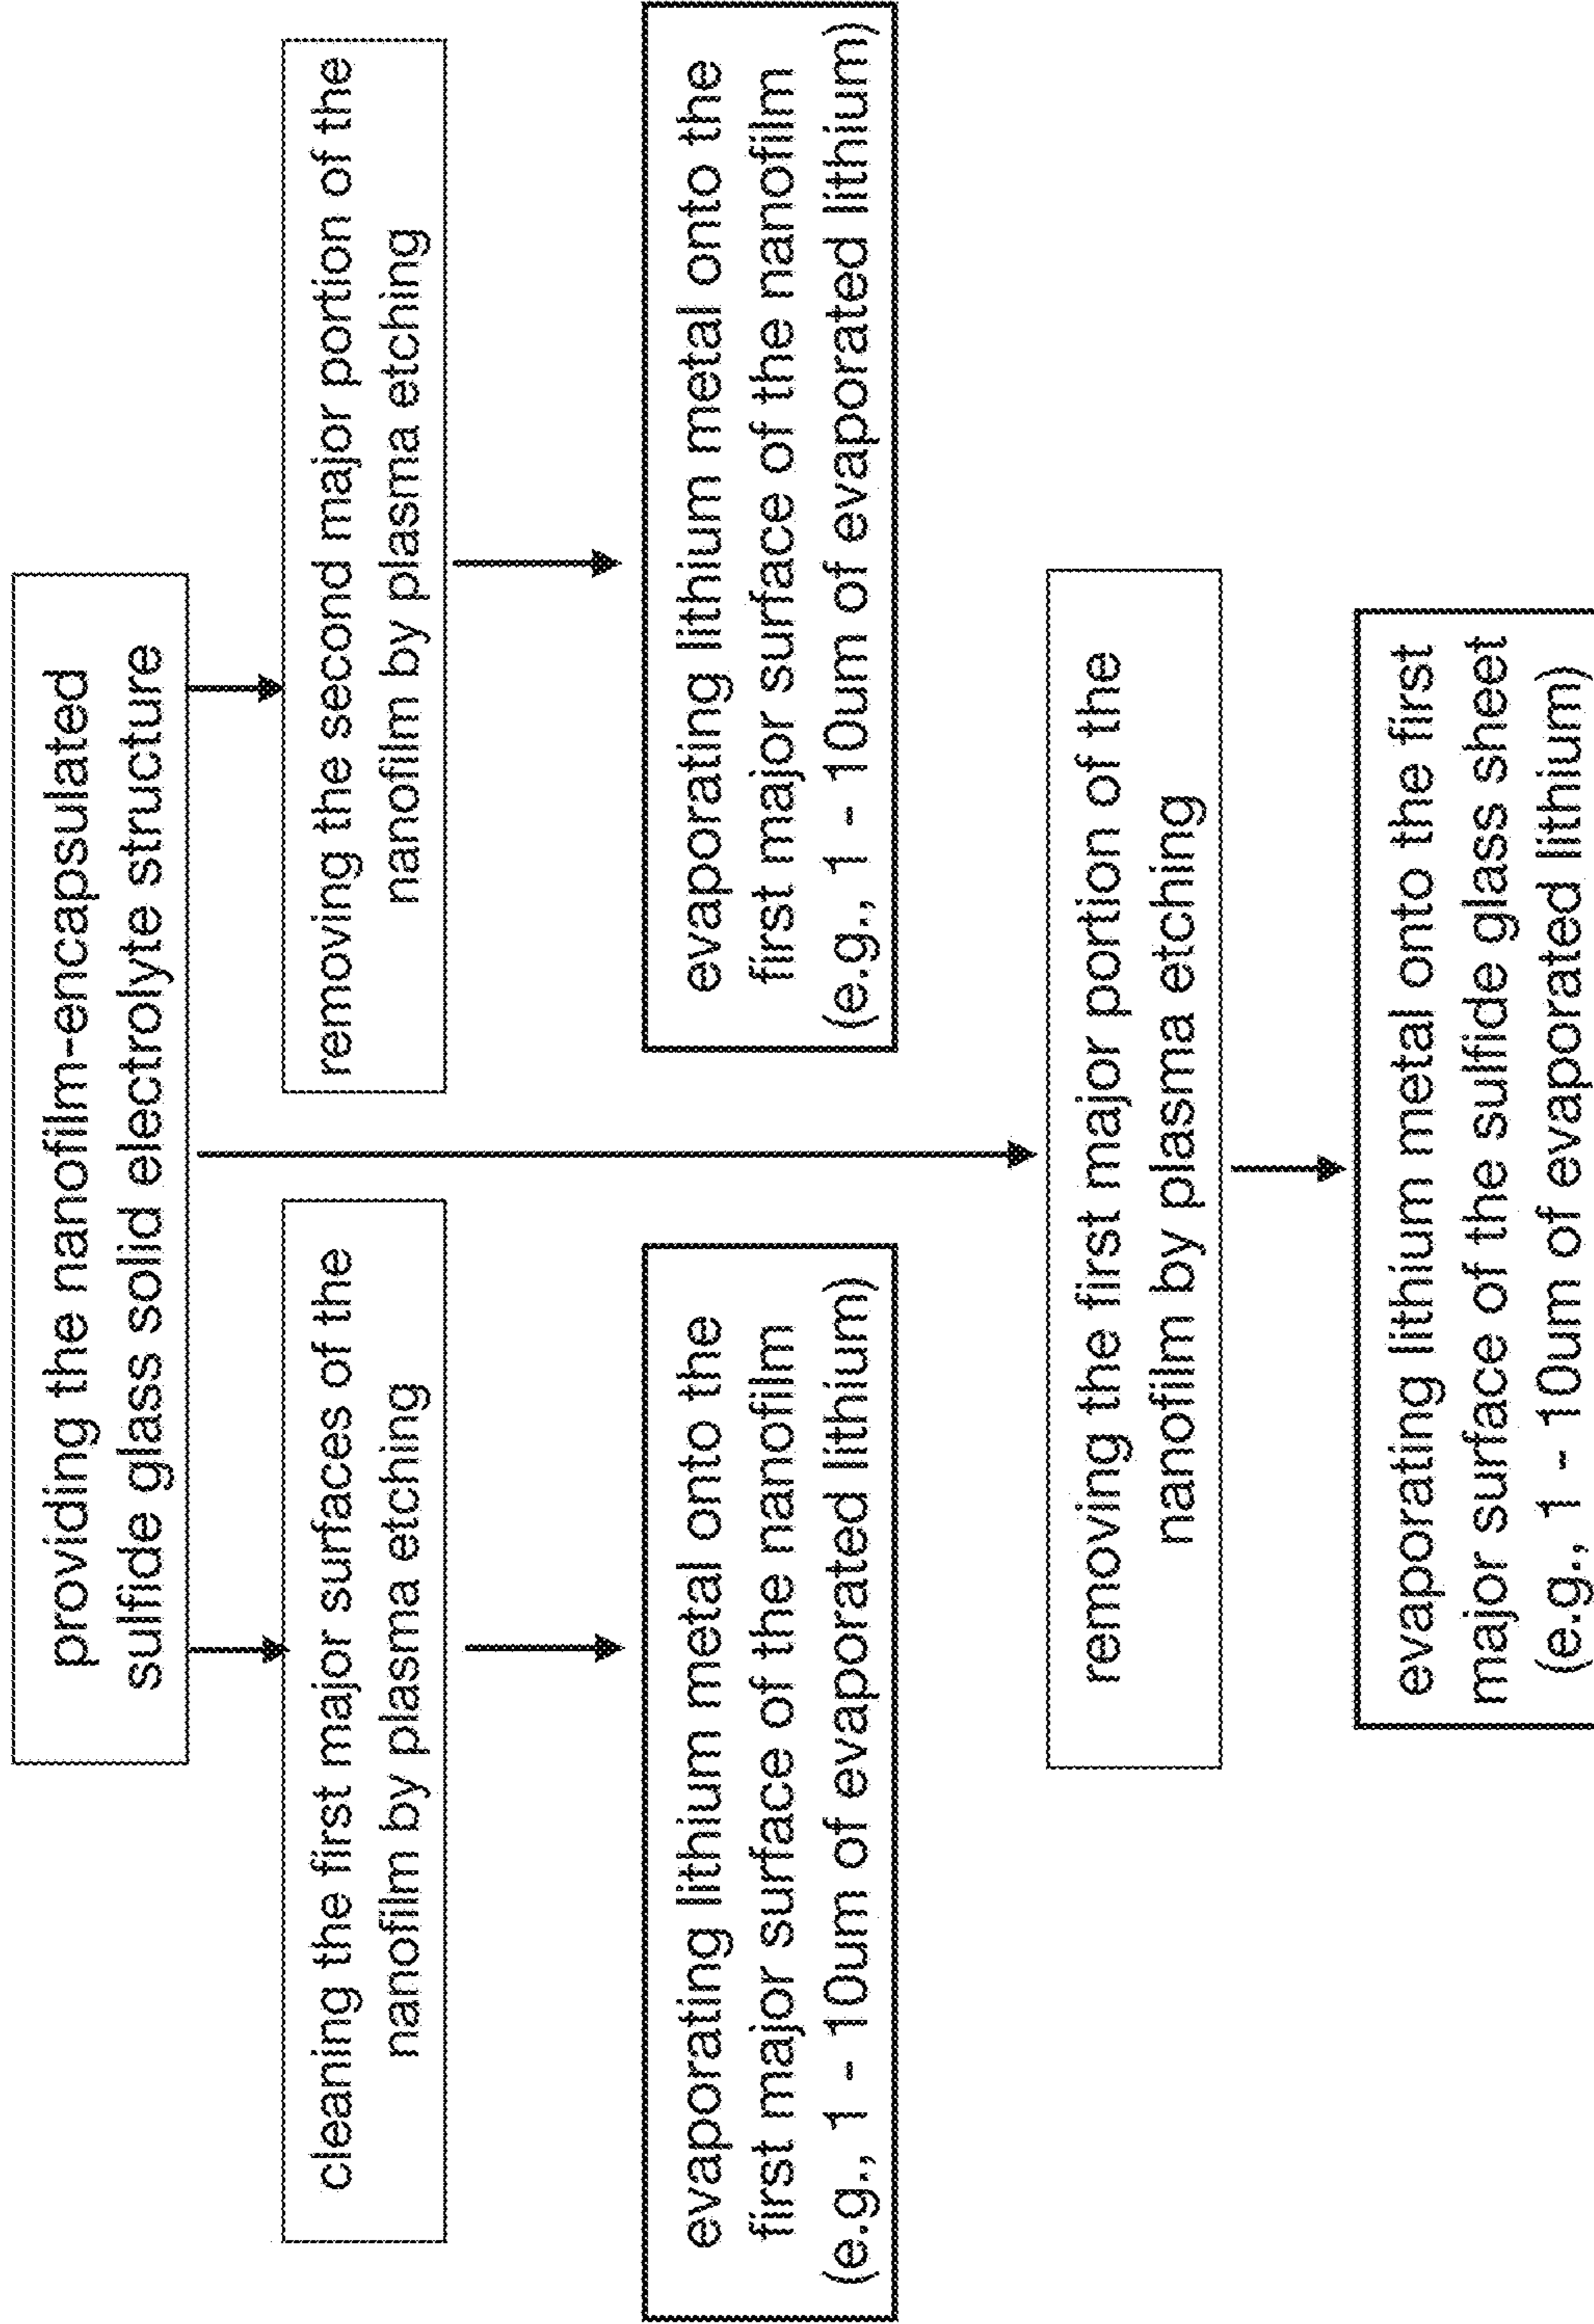 providing the nanofilm-encapsulated
sulfide glass solid electrolyte structure
cleaning the first major surfaces of the
nanofilm by plasma etching
evaporating lithium metal onto the
first major surface of the nanofilm
(e.g., 1 - 10um of evaporated lithium)
removing the second major portion of the
nanofilm by plasma etching
evaporating lithium metal onto the
first major surface of the nanofilm
(e.g., 1 - 10um of evaporated lithium)
removing the first major portion of the
nanofilm by plasma etching
evaporating lithium metal onto the first
major surface of the sulfide glass sheet
(e.g., 1 - 10um of evaporated lithium)